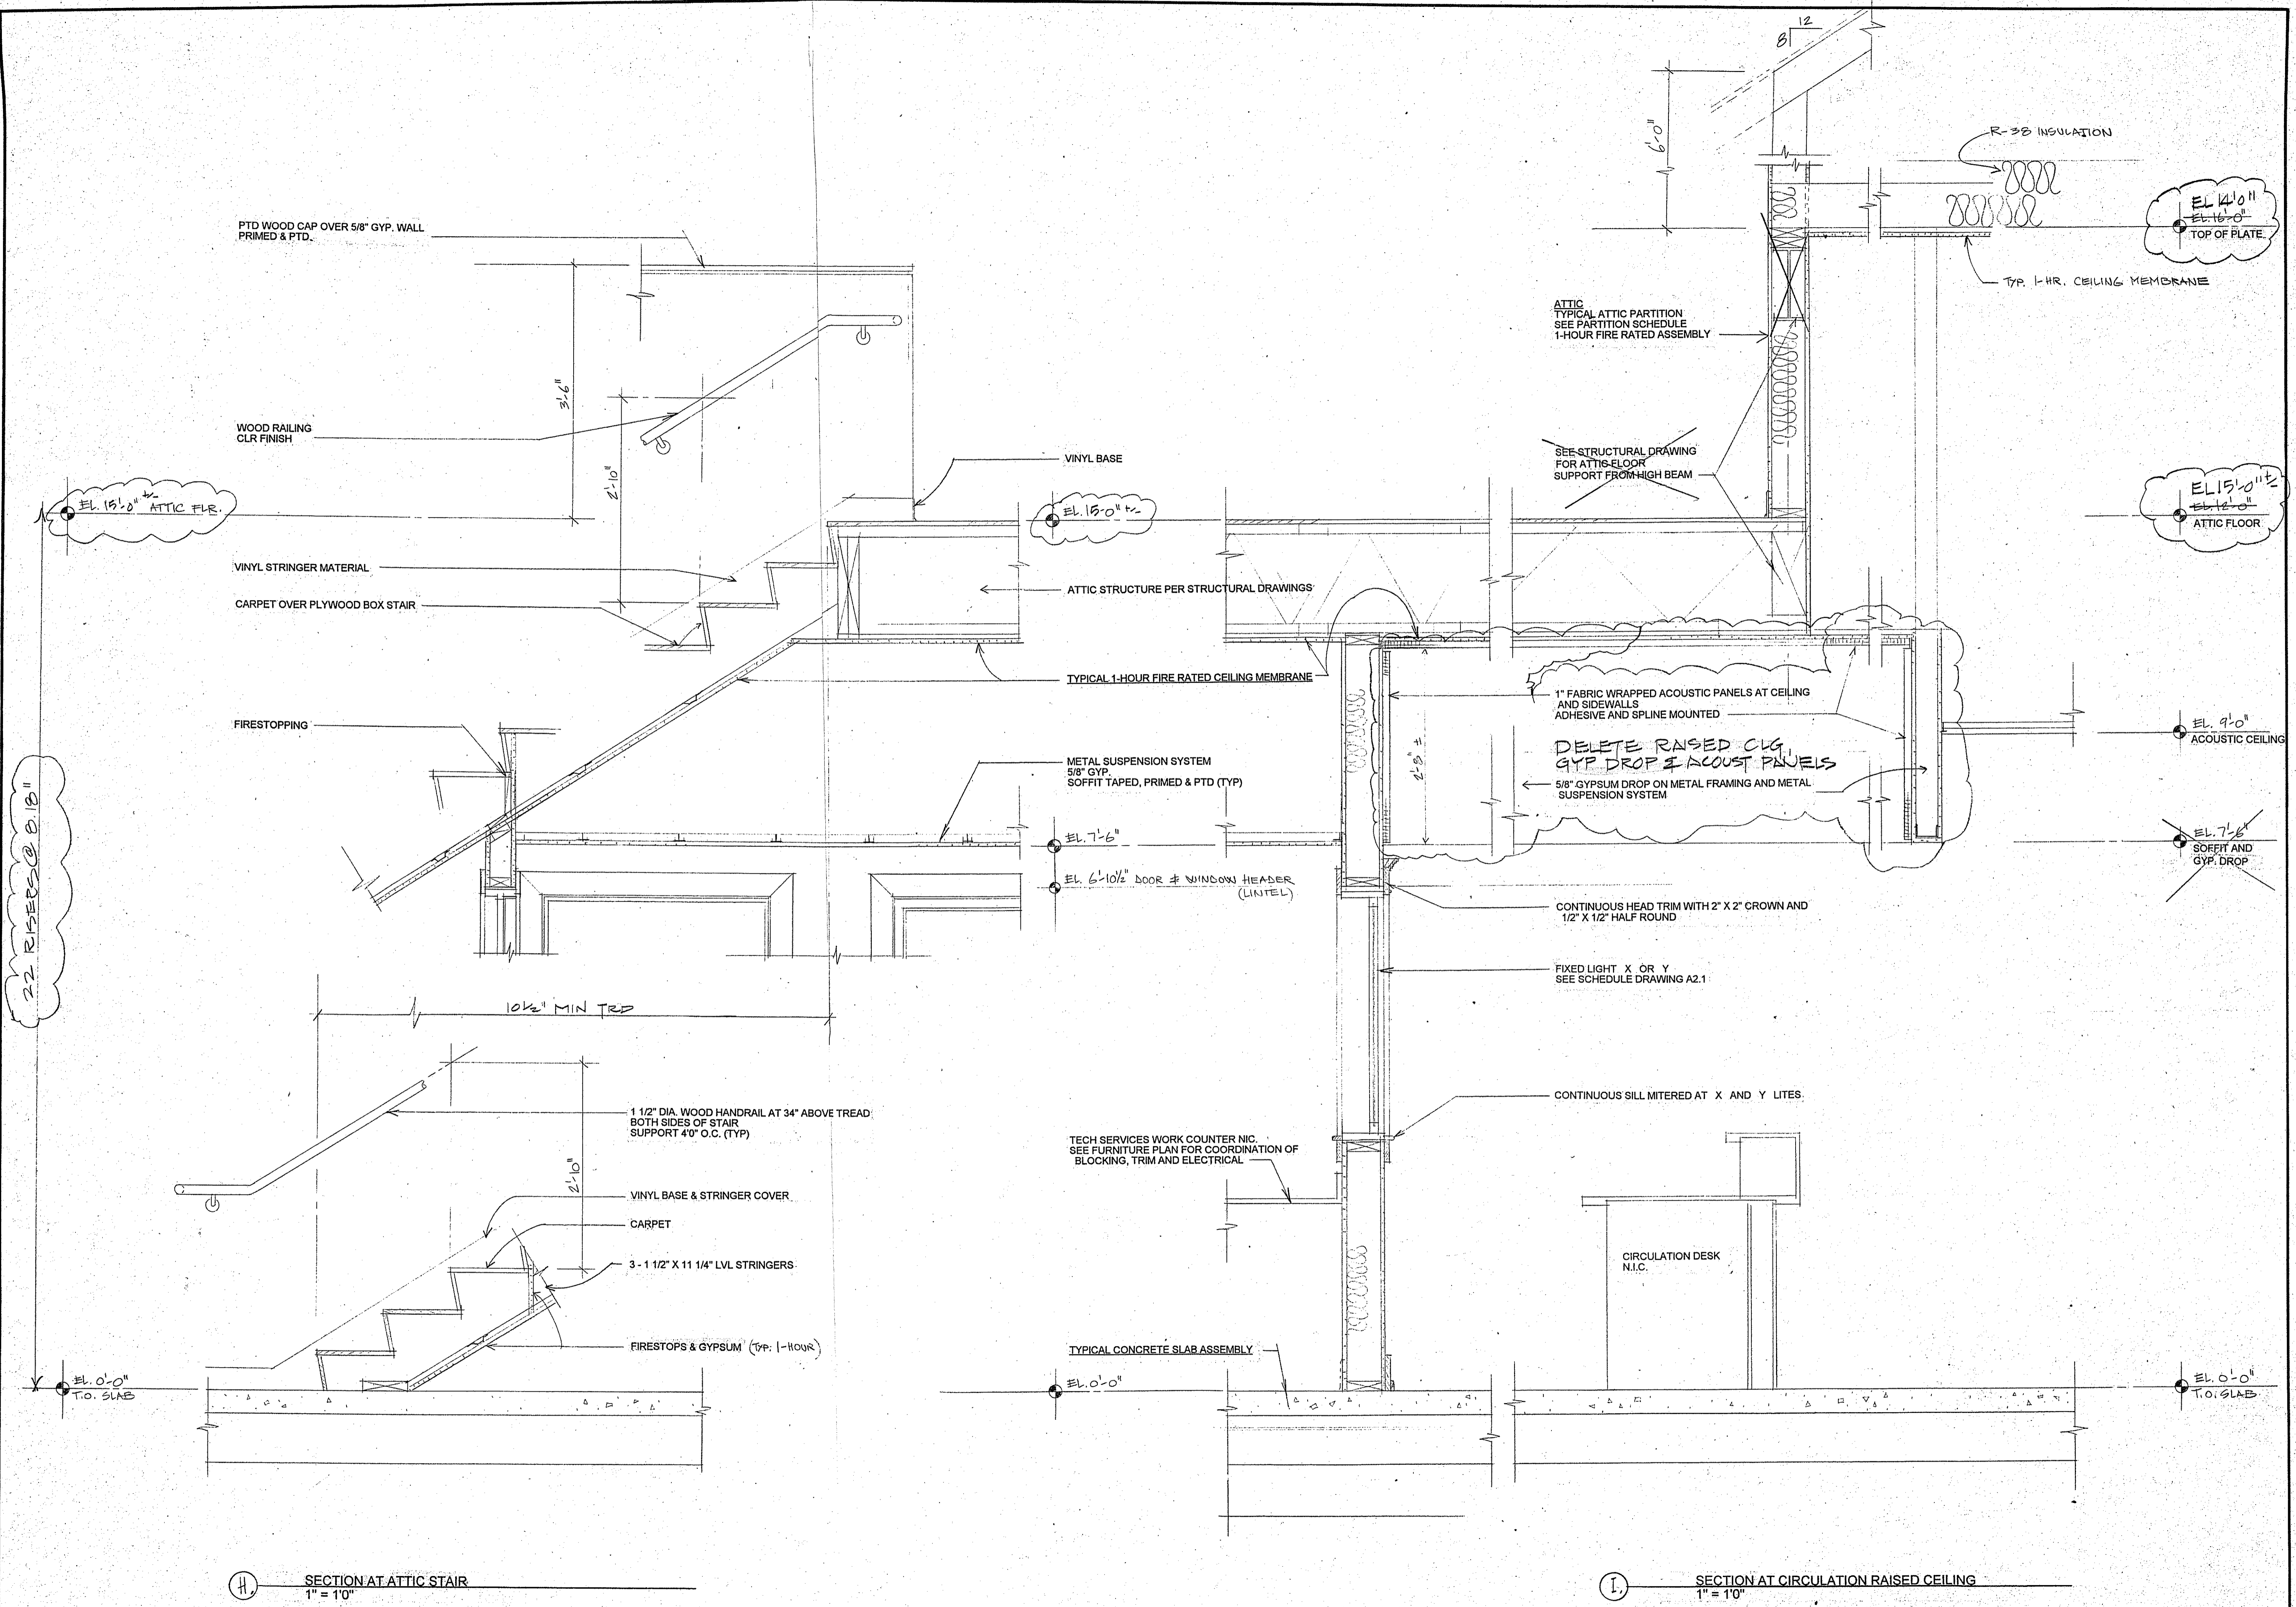 12
8
6'-0"
R-38 INSULATION
EL 14'0"
EL. 16'-0"
TOP OF PLATE
TYP. 1-HR. CEILING MEMBRANE
PTD WOOD CAP OVER 5/8" GYP. WALL
PRIMED & PTD.
ATTIC
TYPICAL ATTIC PARTITION
SEE PARTITION SCHEDULE
1-HOUR FIRE RATED ASSEMBLY
3'-6"
WOOD RAILING
CLR FINISH
2'-10"
VINYL BASE
SEE STRUCTURAL DRAWING
FOR ATTIC FLOOR
SUPPORT FROM HIGH BEAM
EL. 15'-0" +/- ATTIC FLR.
EL. 15-0" +/-
EL 15'-0" +/-
EL. 12'-0"
ATTIC FLOOR
VINYL STRINGER MATERIAL
CARPET OVER PLYWOOD BOX STAIR
ATTIC STRUCTURE PER STRUCTURAL DRAWINGS
TYPICAL 1-HOUR FIRE RATED CEILING MEMBRANE
1" FABRIC WRAPPED ACOUSTIC PANELS AT CEILING
AND SIDEWALLS
ADHESIVE AND SPLINE MOUNTED
FIRESTOPPING
EL. 9'-0"
ACOUSTIC CEILING
DELETE RAISED CLG,
GYP DROP & ACOUST PANELS
2'-8" ±
METAL SUSPENSION SYSTEM
5/8" GYP.
SOFFIT TAPED, PRIMED & PTD (TYP)
5/8" GYPSUM DROP ON METAL FRAMING AND METAL
SUSPENSION SYSTEM
EL. 7'-6"
EL. 7'-6"
SOFFIT AND
GYP. DROP
EL. 6'-10 1/2" DOOR & WINDOW HEADER
(LINTEL)
22 RISERS @ 8.18"
CONTINUOUS HEAD TRIM WITH 2" X 2" CROWN AND
1/2" X 1/2" HALF ROUND
FIXED LIGHT X OR Y
SEE SCHEDULE DRAWING A2.1
10 1/2" MIN TRD
1 1/2" DIA. WOOD HANDRAIL AT 34" ABOVE TREAD
BOTH SIDES OF STAIR
SUPPORT 4'0" O.C. (TYP)
2'-10"
CONTINUOUS SILL MITERED AT X AND Y LITES
TECH SERVICES WORK COUNTER NIC.
SEE FURNITURE PLAN FOR COORDINATION OF
BLOCKING, TRIM AND ELECTRICAL
VINYL BASE & STRINGER COVER
CARPET
3 - 1 1/2" X 11 1/4" LVL STRINGERS
CIRCULATION DESK
N.I.C.
FIRESTOPS & GYPSUM (TYP. 1-HOUR)
TYPICAL CONCRETE SLAB ASSEMBLY
EL. 0'-0"
T.O. SLAB
EL. 0'-0"
EL. 0'-0"
T.O. SLAB
H.
SECTION AT ATTIC STAIR
1" = 1'0"
I.
SECTION AT CIRCULATION RAISED CEILING
1" = 1'0"